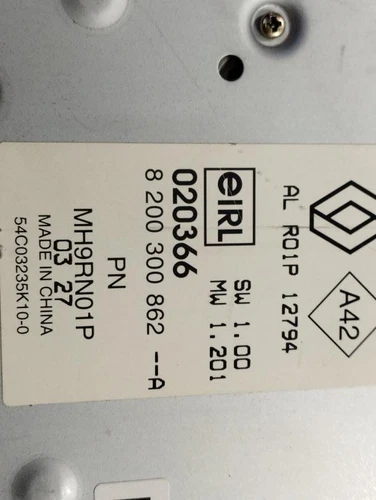 AL R01P 12794
A42
eIRL
SW 1.00
MW 1.201
020366
8 200 300 862 --A
PN
MH9RN01P
03 27
MADE IN CHINA
54C03235K10-0